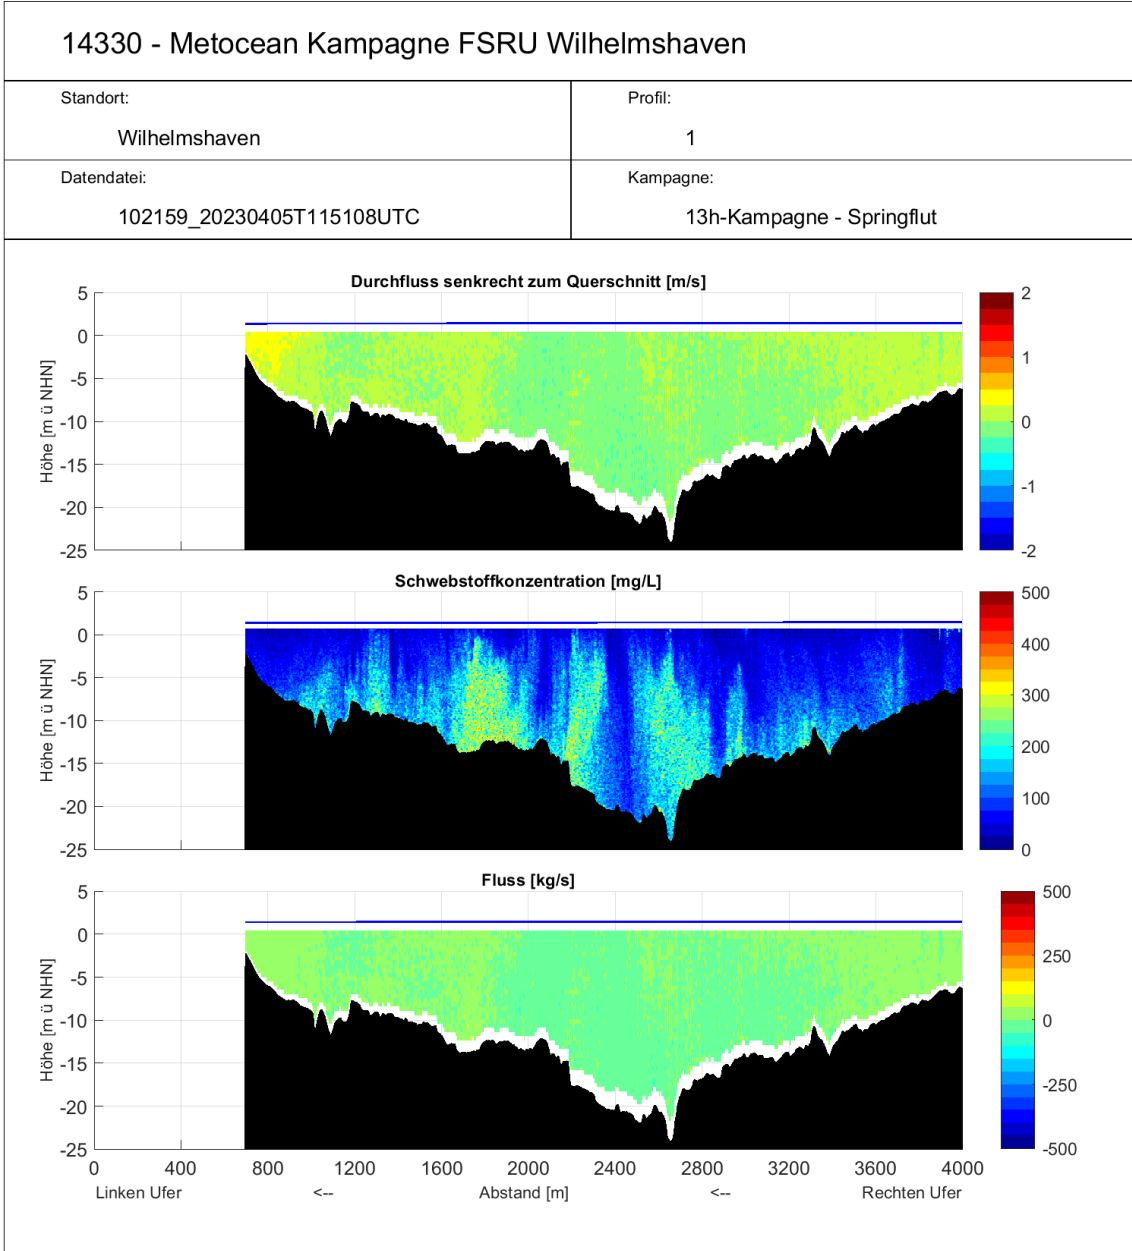 14330 - Metocean Kampagne FSRU Wilhelmshaven
Standort:
Profil:
Wilhelmshaven
1
Datendatei:
Kampagne:
102159_20230405T115108UTC
13h-Kampagne - Springflut
Durchfluss senkrecht zum Querschnitt [m/s]
5
0
-5
-10
-15
-20
-25
Höhe [m ü NHN]
2
1
0
-1
-2
Schwebstoffkonzentration [mg/L]
5
0
-5
-10
-15
-20
-25
Höhe [m ü NHN]
500
400
300
200
100
0
Fluss [kg/s]
5
0
-5
-10
-15
-20
-25
Höhe [m ü NHN]
500
250
0
-250
-500
0 400 800 1200 1600 2000 2400 2800 3200 3600 4000
Linken Ufer <-- Abstand [m] <-- Rechten Ufer